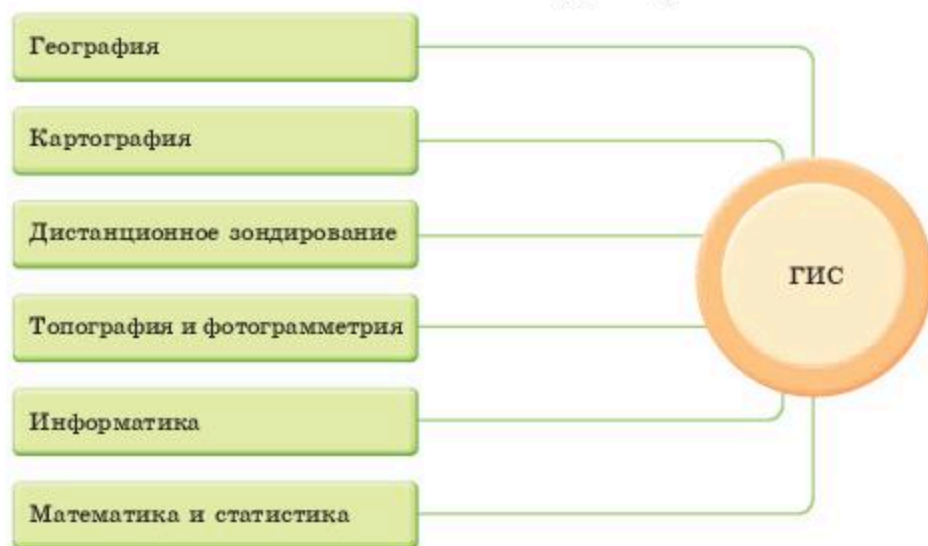 География
Картография
Дистанционное зондирование
ГИС
Топография и фотограмметрия
Информатика
Математика и статистика